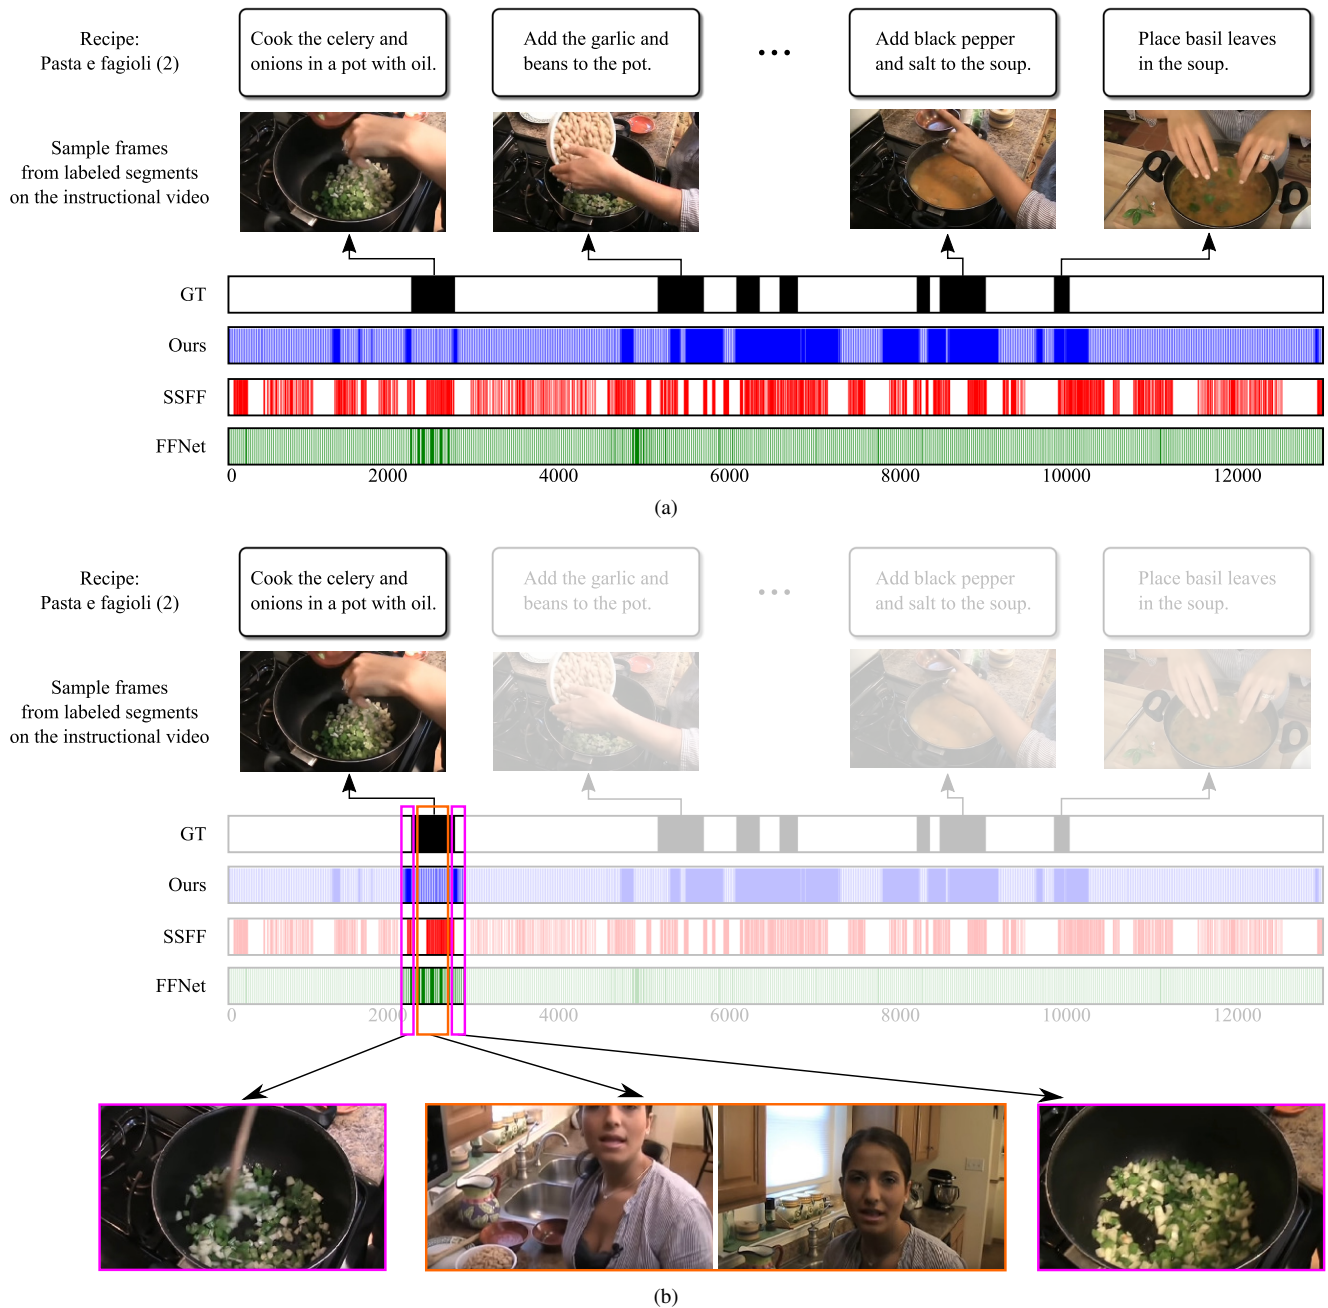 Recipe:
Pasta e fagioli (2)
Cook the celery and
onions in a pot with oil.
Add the garlic and
beans to the pot.
...
Add black pepper
and salt to the soup.
Place basil leaves
in the soup.
Sample frames
from labeled segments
on the instructional video
GT
Ours
SSFF
FFNet
0 2000 4000 6000 8000 10000 12000
(a)
Recipe:
Pasta e fagioli (2)
Cook the celery and
onions in a pot with oil.
Add the garlic and
beans to the pot.
...
Add black pepper
and salt to the soup.
Place basil leaves
in the soup.
Sample frames
from labeled segments
on the instructional video
GT
Ours
SSFF
FFNet
0 2000 4000 6000 8000 10000 12000
(b)